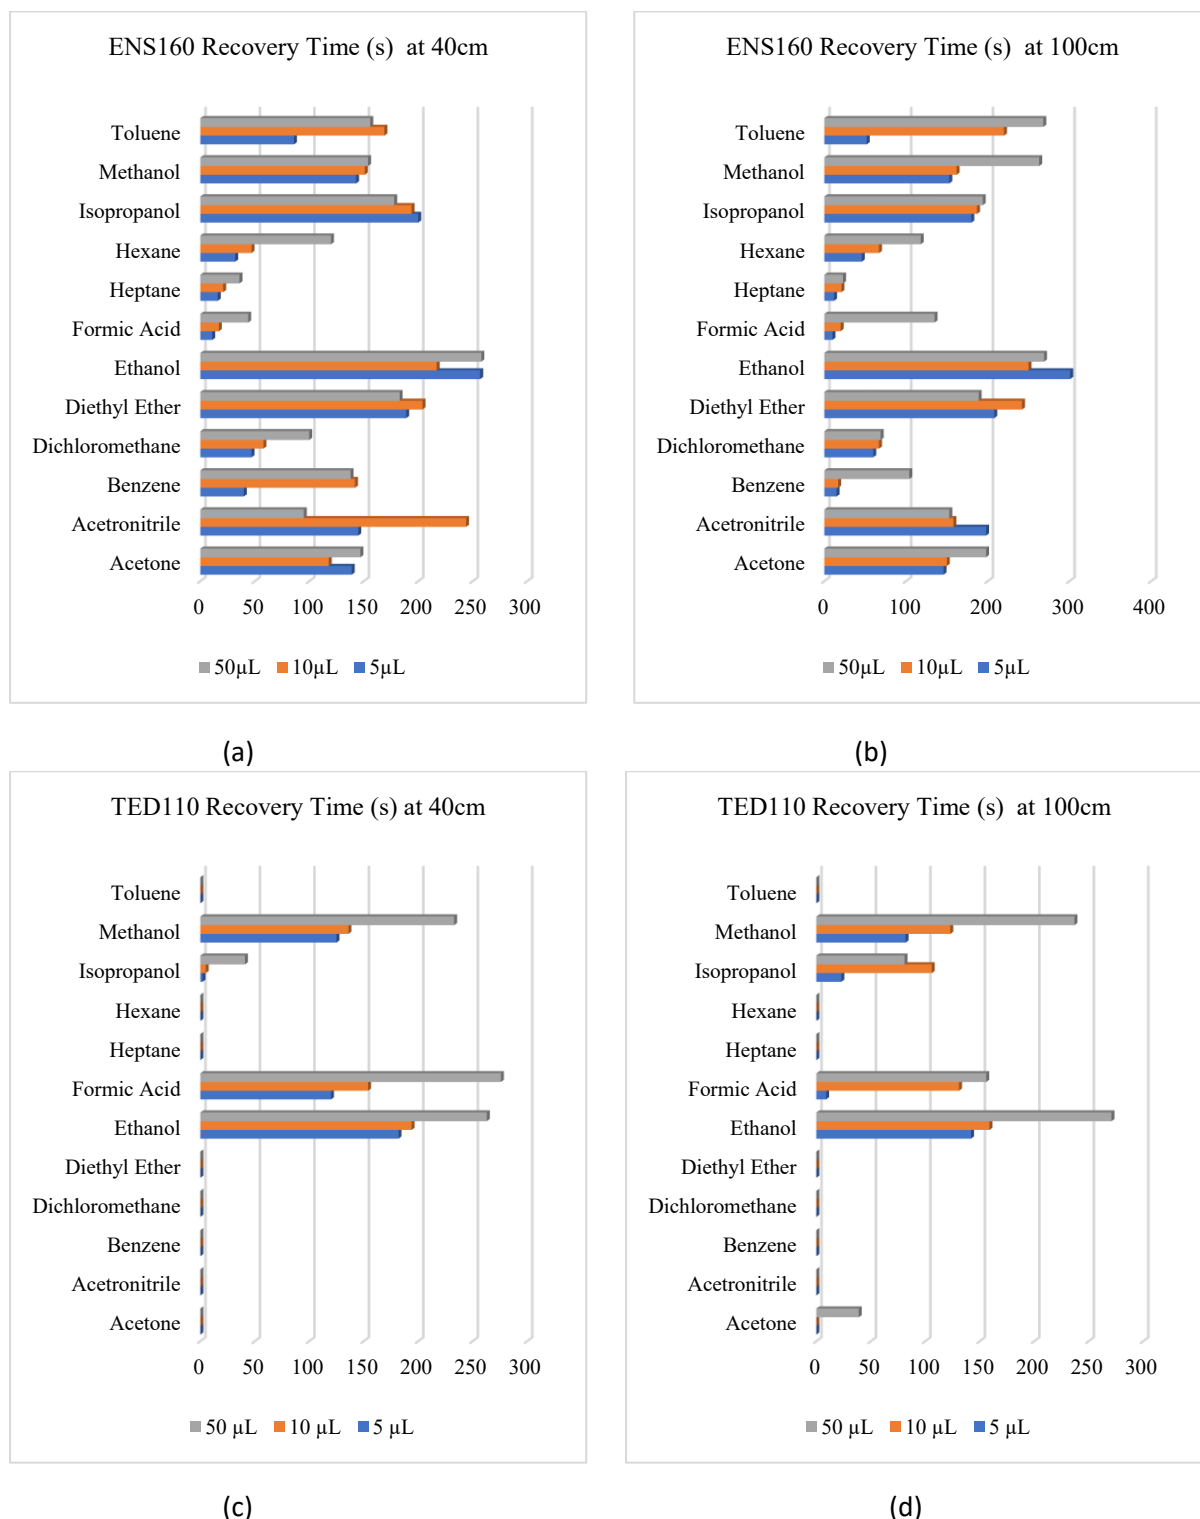 ENS160 Recovery Time (s)  at 40cm
Toluene
Methanol
Isopropanol
Hexane
Heptane
Formic Acid
Ethanol
Diethyl Ether
Dichloromethane
Benzene
Acetronitrile
Acetone
0 50 100 150 200 250 300
50µL 10µL 5µL
(a)
ENS160 Recovery Time (s)  at 100cm
Toluene
Methanol
Isopropanol
Hexane
Heptane
Formic Acid
Ethanol
Diethyl Ether
Dichloromethane
Benzene
Acetronitrile
Acetone
0 100 200 300 400
50µL 10µL 5µL
(b)
TED110 Recovery Time (s) at 40cm
Toluene
Methanol
Isopropanol
Hexane
Heptane
Formic Acid
Ethanol
Diethyl Ether
Dichloromethane
Benzene
Acetronitrile
Acetone
0 50 100 150 200 250 300
50 µL 10 µL 5 µL
(c)
TED110 Recovery Time (s)  at 100cm
Toluene
Methanol
Isopropanol
Hexane
Heptane
Formic Acid
Ethanol
Diethyl Ether
Dichloromethane
Benzene
Acetronitrile
Acetone
0 50 100 150 200 250 300
50 µL 10 µL 5 µL
(d)